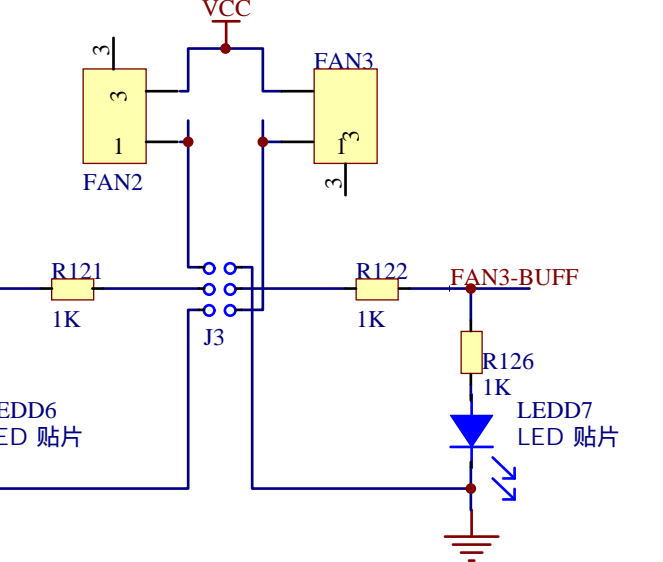 VCC
3
FAN3
3
1
3
1
FAN2
3
R121
R122
FAN3-BUFF
1K
1K
J3
R126
1K
EDD6
LEDD7
ED 贴片
LED 贴片